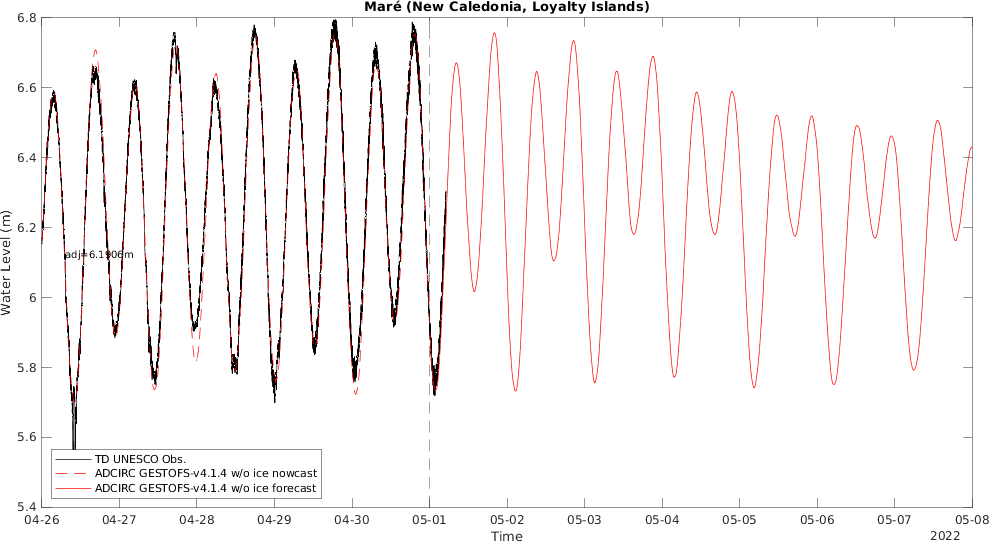 Maré (New Caledonia, Loyalty Islands)
6.8
6.6
6.4
6.2
6
5.8
5.6
5.4
Water Level (m)
adj=6.1906m
TD UNESCO Obs.
ADCIRC GESTOFS-v4.1.4 w/o ice nowcast
ADCIRC GESTOFS-v4.1.4 w/o ice forecast
04-26 04-27 04-28 04-29 04-30 05-01 05-02 05-03 05-04 05-05 05-06 05-07 05-08
Time
2022